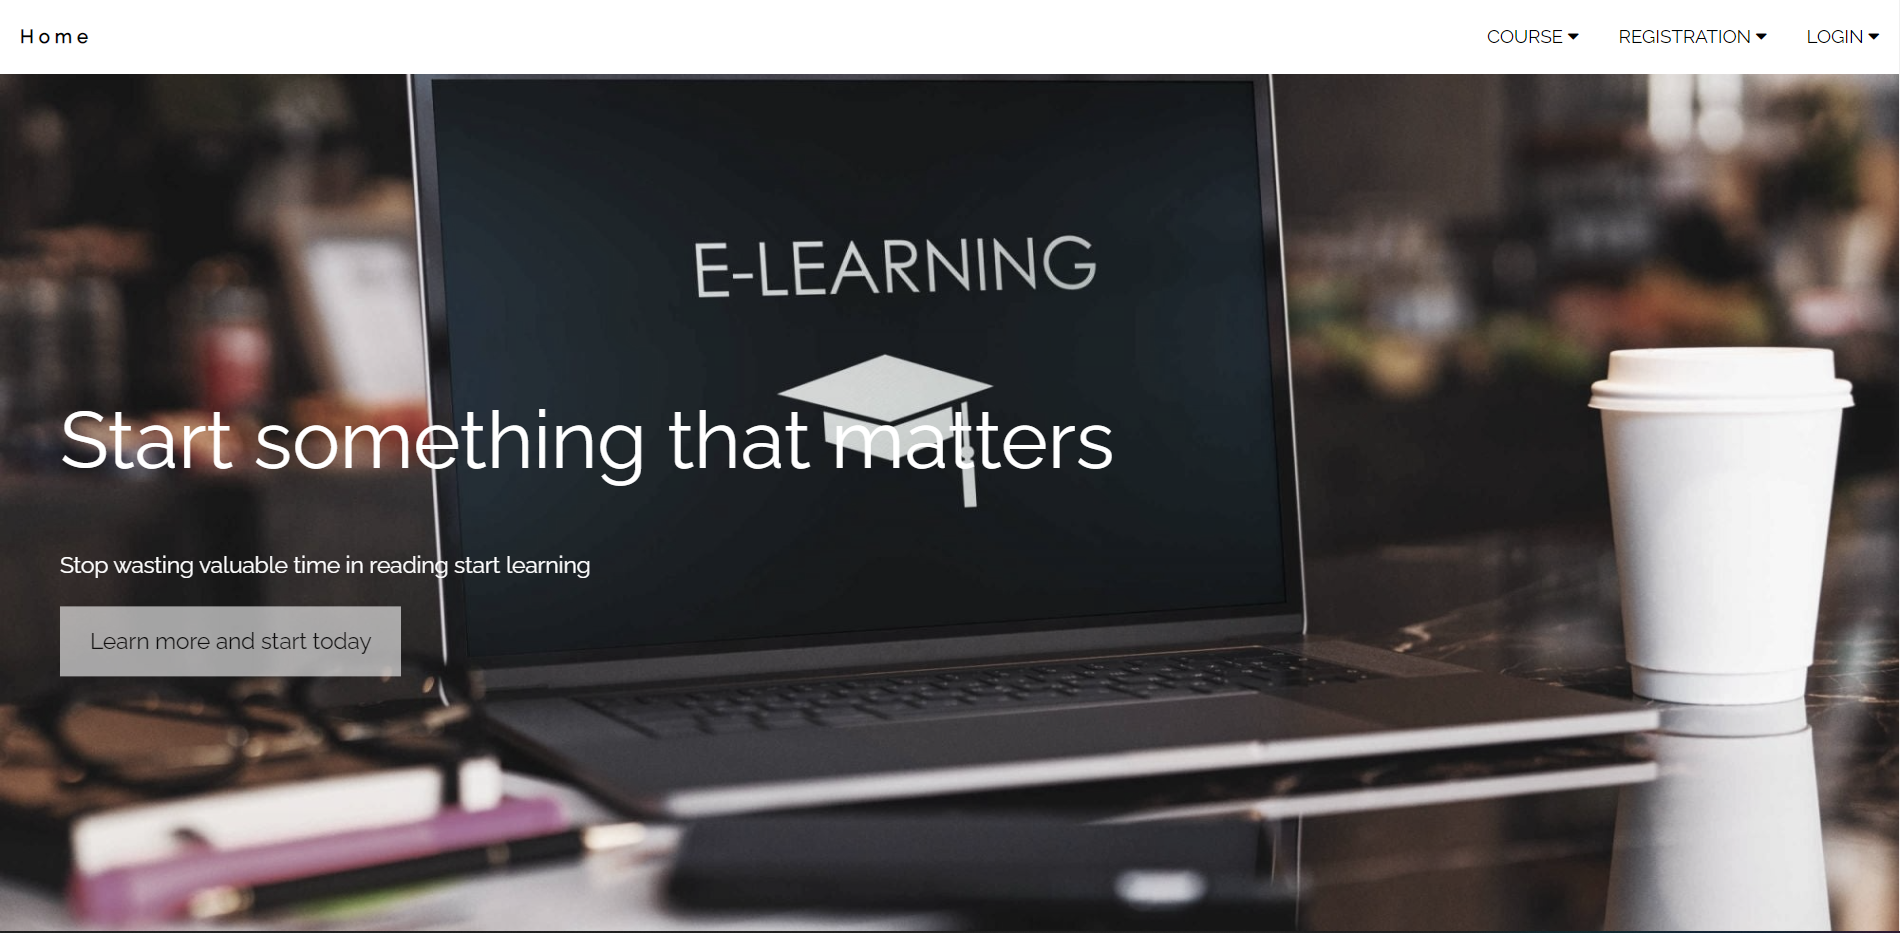 Home
COURSE
REGISTRATION
LOGIN
E-LEARNING
Start something that matters
Stop wasting valuable time in reading start learning
Learn more and start today